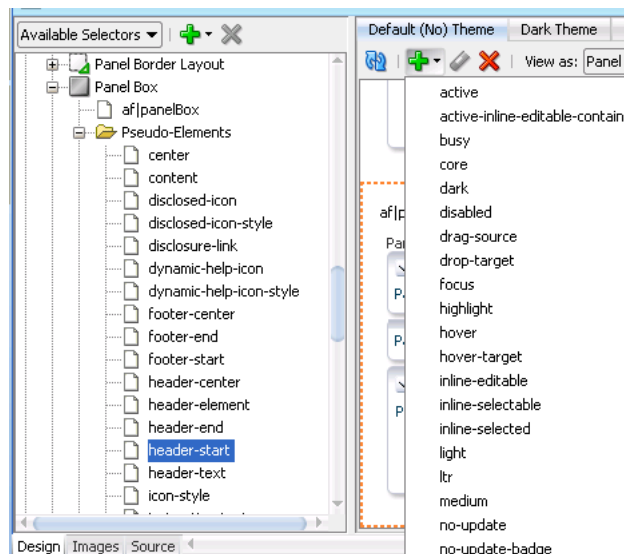 Available Selectors
Panel Border Layout
Panel Box
af|panelBox
Pseudo-Elements
center
content
disclosed-icon
disclosed-icon-style
disclosure-link
dynamic-help-icon
dynamic-help-icon-style
footer-center
footer-end
footer-start
header-center
header-element
header-end
header-start
header-text
icon-style
Design Images Source
Default (No) Theme Dark Theme
View as: Panel
af|p
Pa
P
P
P
active
active-inline-editable-contain
busy
core
dark
disabled
drag-source
drop-target
focus
highlight
hover
hover-target
inline-editable
inline-selectable
inline-selected
light
ltr
medium
no-update
no-update-badge